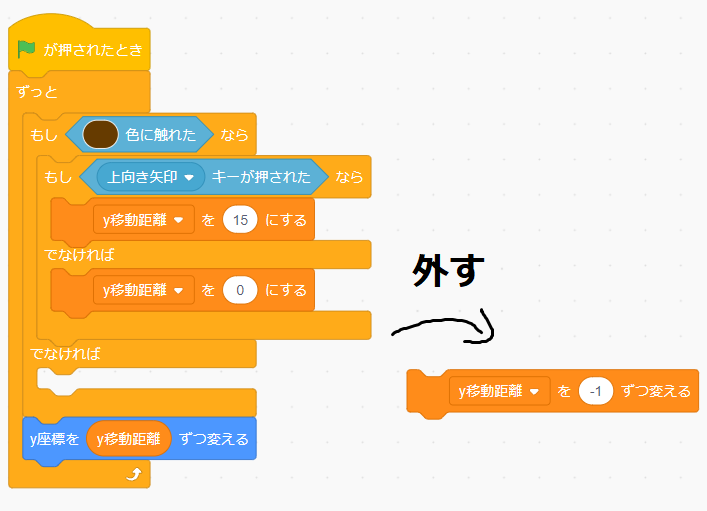 が押されたとき
ずっと
もし 色に触れた なら
もし 上向き矢印 キーが押された なら
y移動距離 を 15 にする
でなければ
y移動距離 を 0 にする
でなければ
y座標を y移動距離 ずつ変える
外す
y移動距離 を -1 ずつ変える